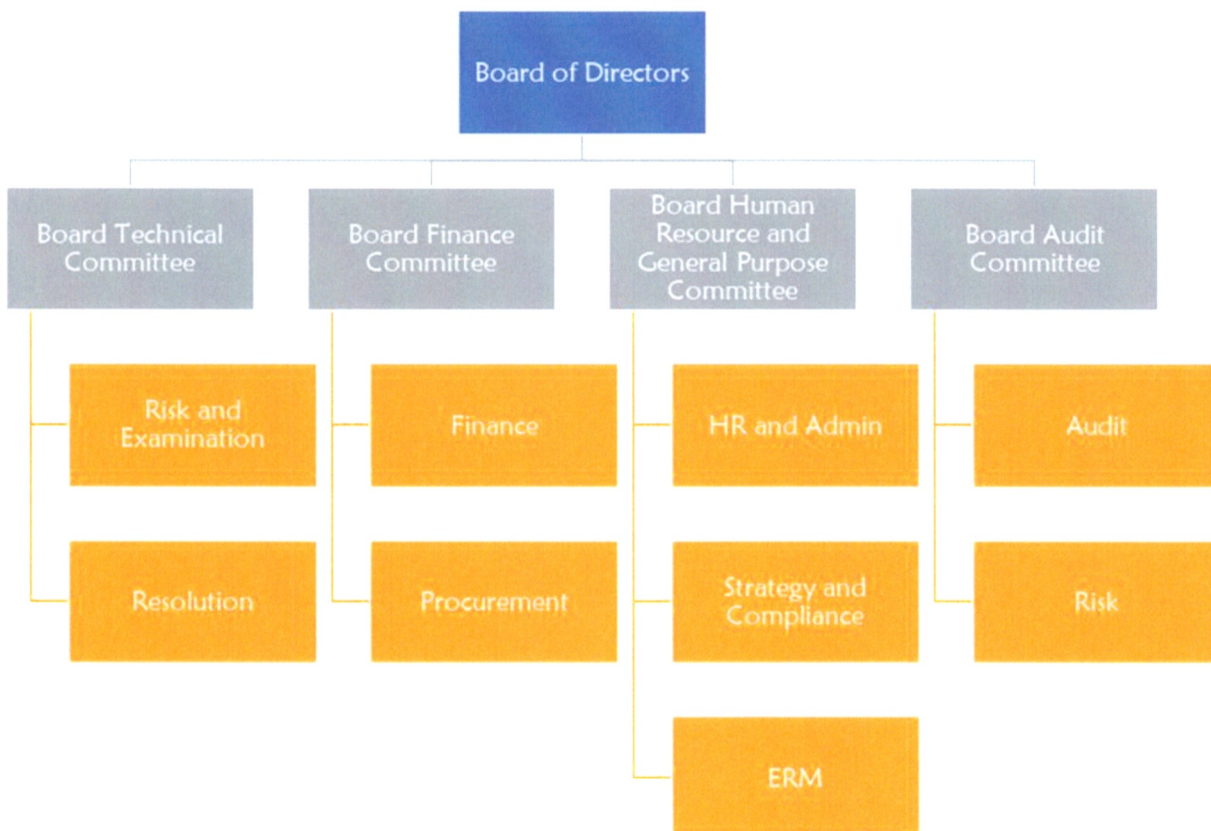 Board of Directors
Board Technical
Committee
Board Finance
Committee
Board Human
Resource and
General Purpose
Committee
Board Audit
Committee
Risk and
Examination
Finance
HR and Admin
Audit
Resolution
Procurement
Strategy and
Compliance
Risk
ERM